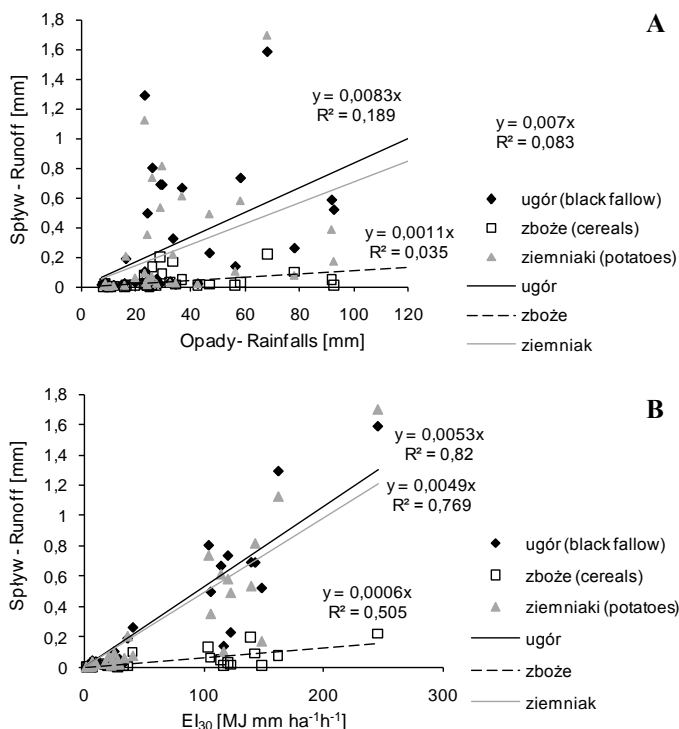 A
1,8
1,6
1,4
1,2
1
0,8
0,6
0,4
0,2
0
Spływ - Runoff [mm]
y = 0,0083x
R² = 0,189
y = 0,007x
R² = 0,083
y = 0,0011x
R² = 0,035
0 20 40 60 80 100 120
Opady- Rainfalls [mm]
ugór (black fallow)
zboże (cereals)
ziemniaki (potatoes)
ugór
zboże
ziemniak
B
1,8
1,6
1,4
1,2
1
0,8
0,6
0,4
0,2
0
Spływ - Runoff [mm]
y = 0,0053x
R² = 0,82
y = 0,0049x
R² = 0,769
y = 0,0006x
R² = 0,505
0 100 200 300
EI₃₀ [MJ mm ha⁻¹h⁻¹]
ugór (black fallow)
zboże (cereals)
ziemniaki (potatoes)
ugór
zboże
ziemniak